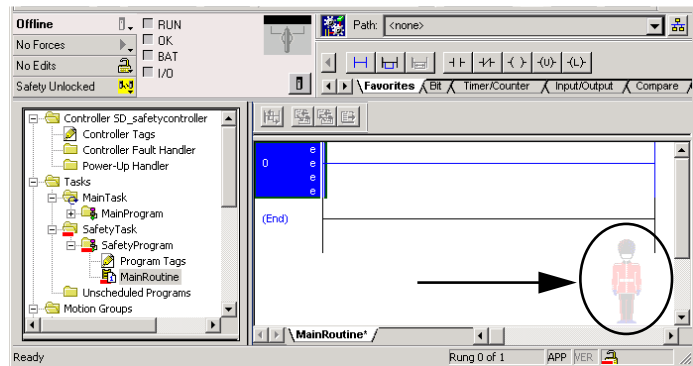 Offline
RUN
Path: <none>
No Forces
OK
No Edits
BAT
I/O
Safety Unlocked
Favorites Bit Timer/Counter Input/Output Compare
Controller SD_safetycontroller
Controller Tags
Controller Fault Handler
Power-Up Handler
Tasks
MainTask
MainProgram
SafetyTask
SafetyProgram
Program Tags
MainRoutine
Unscheduled Programs
Motion Groups
0
e
e
e
e
(End)
MainRoutine*
Ready
Rung 0 of 1
APP
VER